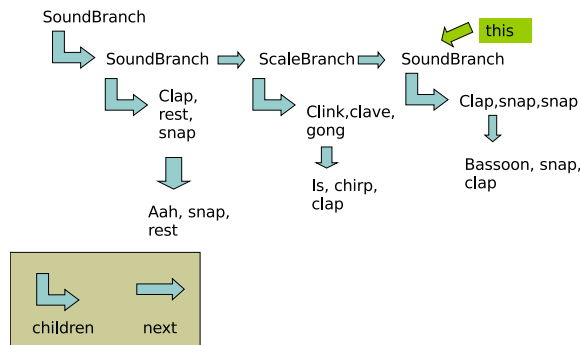 SoundBranch
this
SoundBranch
ScaleBranch
SoundBranch
Clap,
rest,
snap
Clink,clave,
gong
Clap,snap,snap
Aah, snap,
rest
Is, chirp,
clap
Bassoon, snap,
clap
children
next